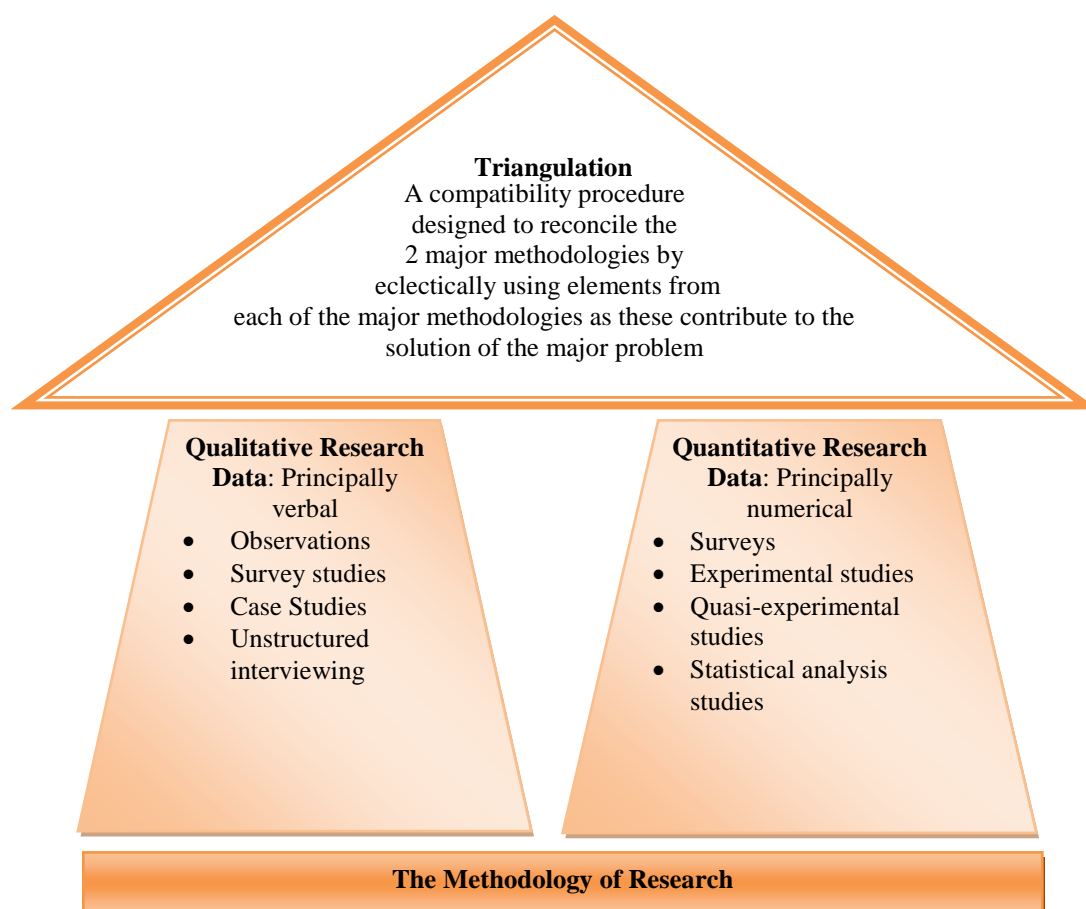 Triangulation
A compatibility procedure
designed to reconcile the
2 major methodologies by
eclectically using elements from
each of the major methodologies as these contribute to the
solution of the major problem
Qualitative Research
Data: Principally
verbal
• Observations
• Survey studies
• Case Studies
• Unstructured
interviewing
Quantitative Research
Data: Principally
numerical
• Surveys
• Experimental studies
• Quasi-experimental
studies
• Statistical analysis
studies
The Methodology of Research